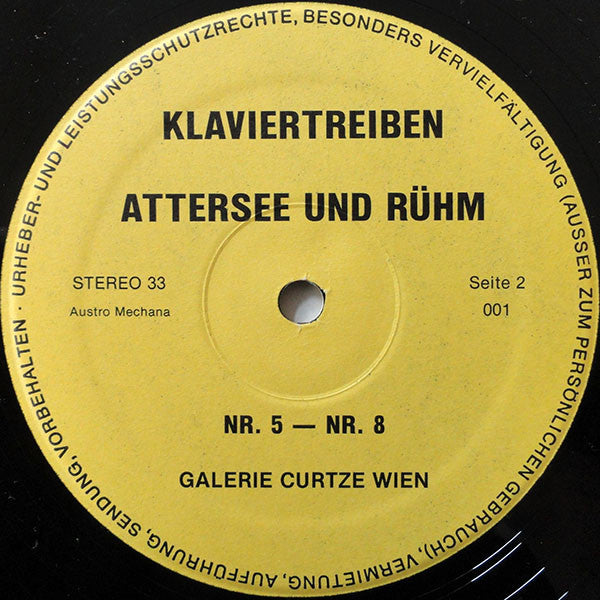 URHEBER- UND LEISTUNGSSCHUTZRECHTE, BESONDERS VERVIELFÄLTIGUNG (AUSSER ZUM PERSÖNLICHEN GEBRAUCH), VERMIETUNG, AUFFÜHRUNG, SENDUNG, VORBEHALTEN ·
KLAVIERTREIBEN
ATTERSEE UND RÜHM
STEREO 33
Austro Mechana
Seite 2
001
NR. 5 — NR. 8
GALERIE CURTZE WIEN